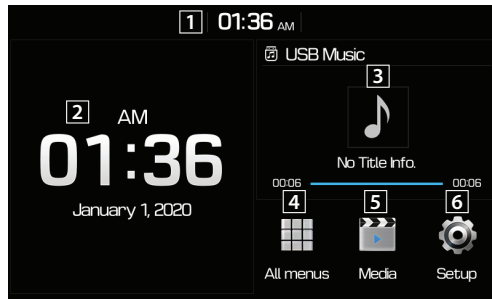 1 01:36 AM
USB Music
3
2 AM
01:36
January 1, 2020
No Title Info.
00:06 00:06
4 5 6
All menus Media Setup